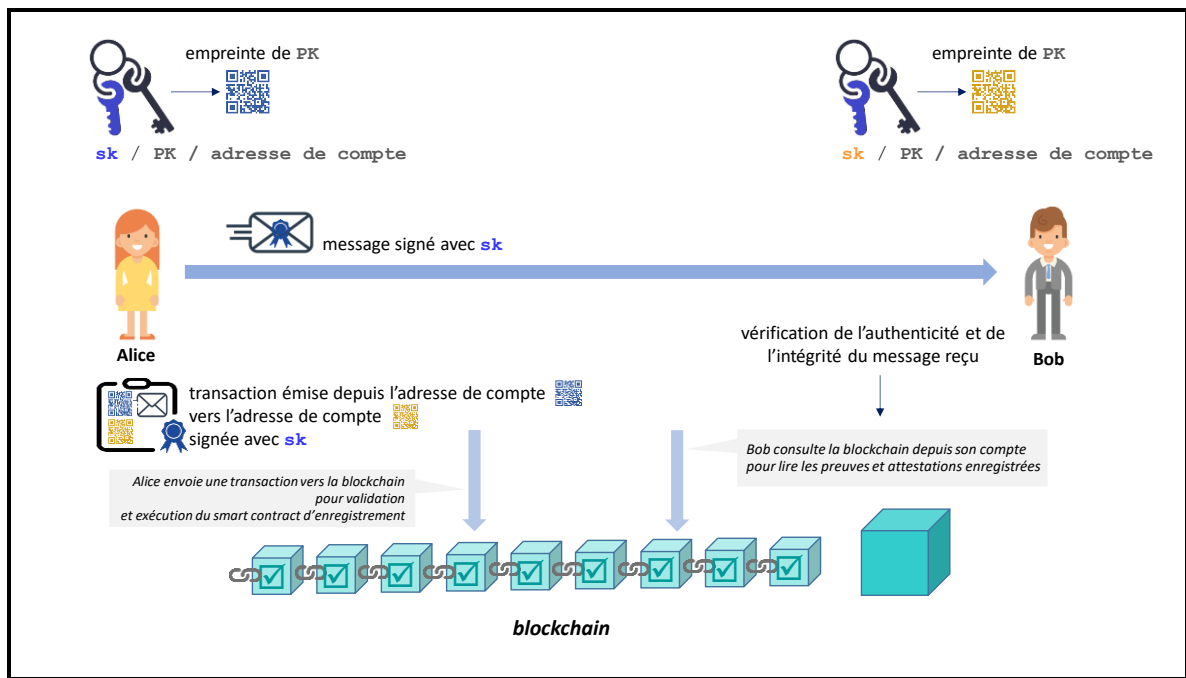 empreinte de PK
sk / PK / adresse de compte
empreinte de PK
sk / PK / adresse de compte
message signé avec sk
Alice
Bob
vérification de l'authenticité et de
l'intégrité du message reçu
transaction émise depuis l'adresse de compte
vers l'adresse de compte
signée avec sk
Alice envoie une transaction vers la blockchain
pour validation
et exécution du smart contract d'enregistrement
Bob consulte la blockchain depuis son compte
pour lire les preuves et attestations enregistrées
blockchain